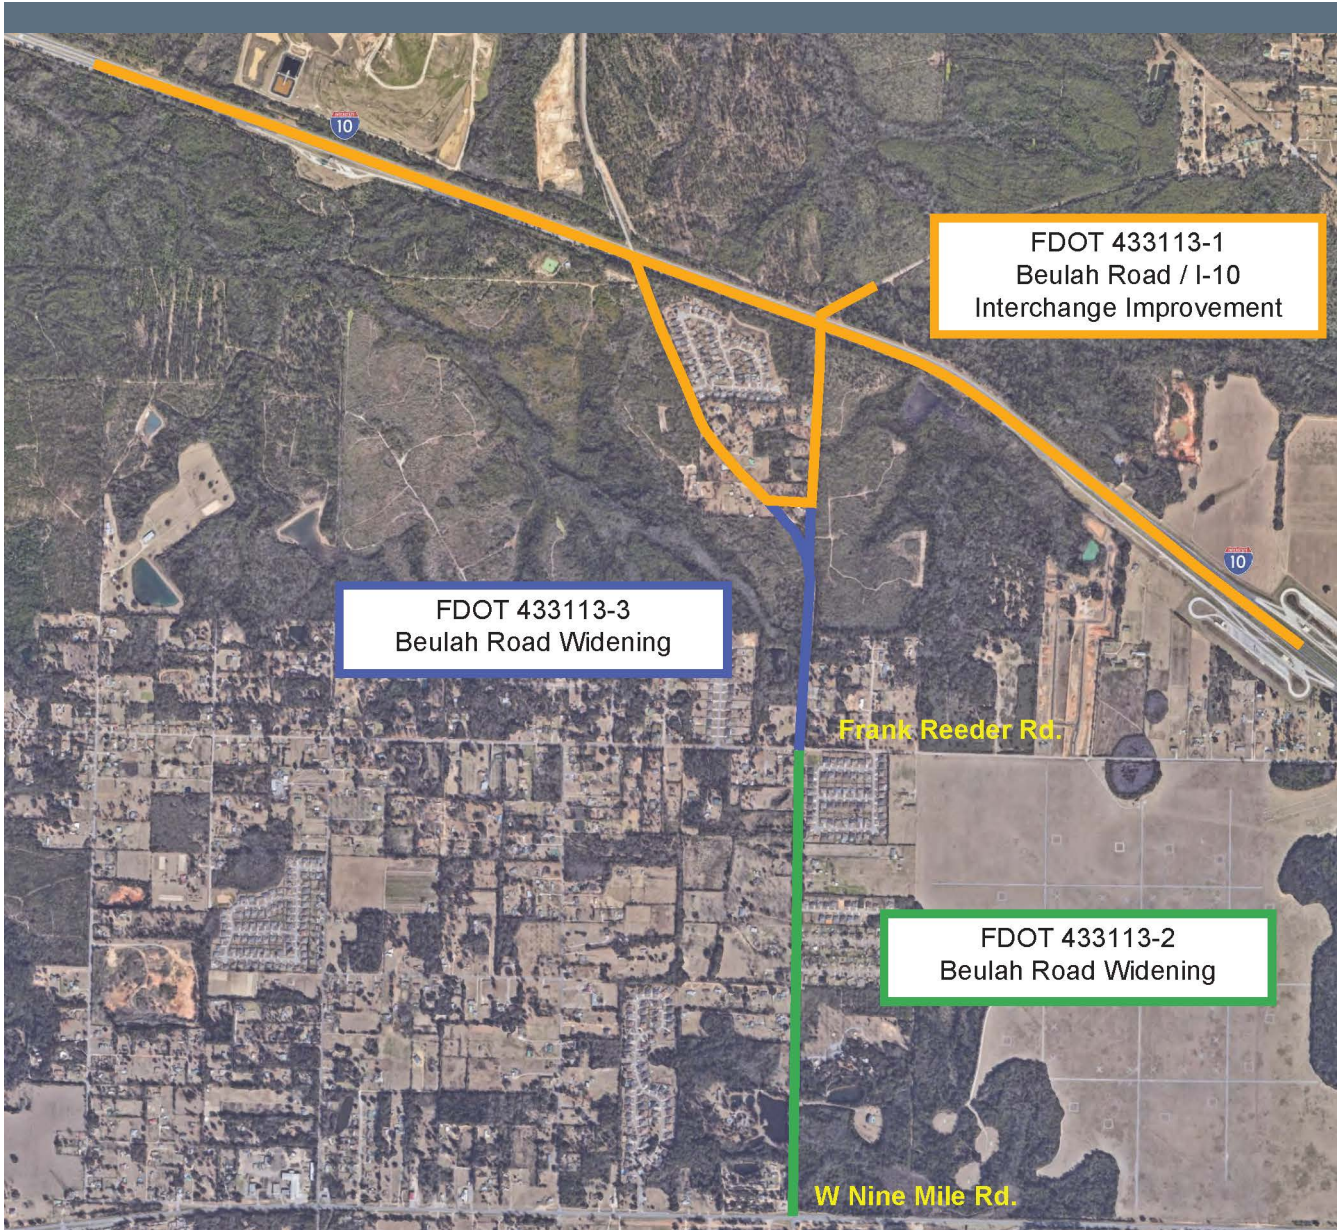 10
FDOT 433113-1
Beulah Road / I-10
Interchange Improvement
10
FDOT 433113-3
Beulah Road Widening
Frank Reeder Rd.
FDOT 433113-2
Beulah Road Widening
W Nine Mile Rd.